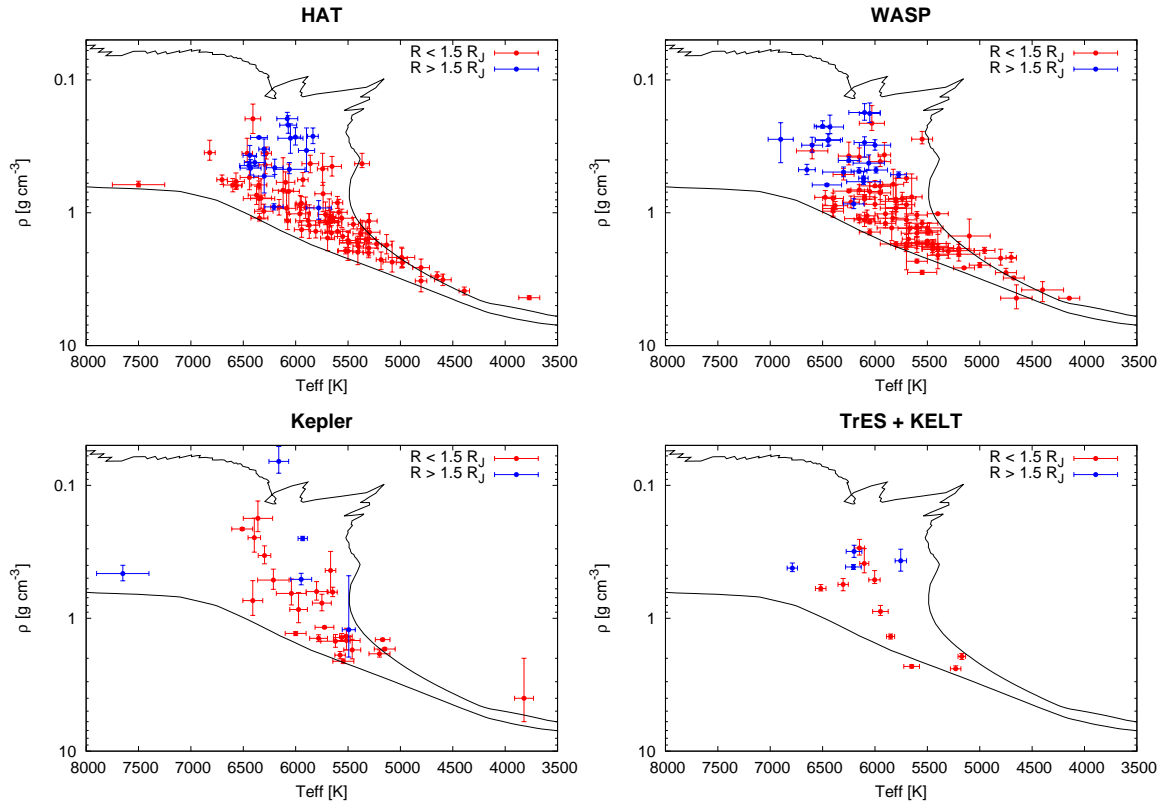 HAT
R < 1.5 R_J
R > 1.5 R_J
0.1
1
10
ρ [g cm⁻³]
8000 7500 7000 6500 6000 5500 5000 4500 4000 3500
Teff [K]
WASP
R < 1.5 R_J
R > 1.5 R_J
0.1
1
10
ρ [g cm⁻³]
8000 7500 7000 6500 6000 5500 5000 4500 4000 3500
Teff [K]
Kepler
R < 1.5 R_J
R > 1.5 R_J
0.1
1
10
ρ [g cm⁻³]
8000 7500 7000 6500 6000 5500 5000 4500 4000 3500
Teff [K]
TrES + KELT
R < 1.5 R_J
R > 1.5 R_J
0.1
1
10
ρ [g cm⁻³]
8000 7500 7000 6500 6000 5500 5000 4500 4000 3500
Teff [K]